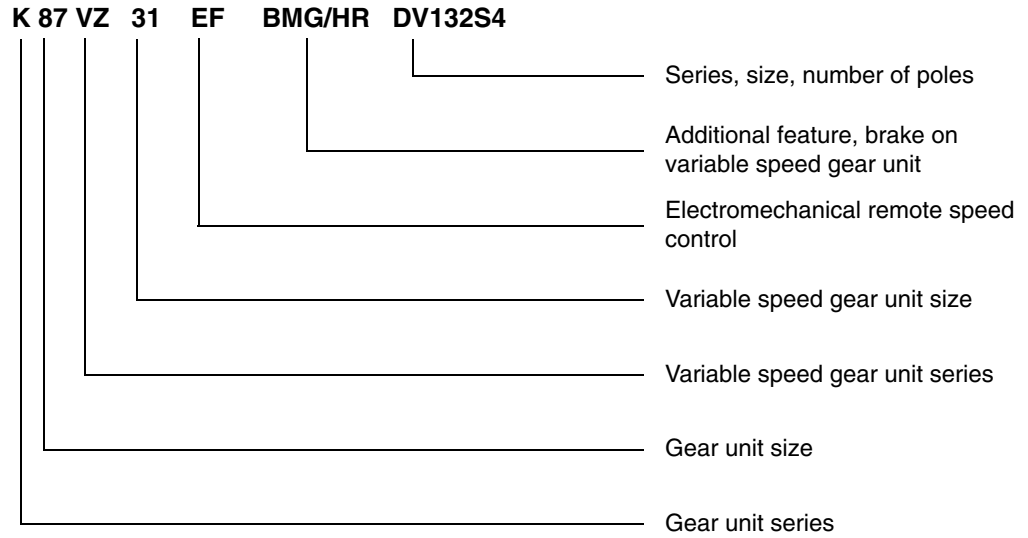 K 87 VZ 31 EF BMG/HR DV132S4
Series, size, number of poles
Additional feature, brake on
variable speed gear unit
Electromechanical remote speed
control
Variable speed gear unit size
Variable speed gear unit series
Gear unit size
Gear unit series